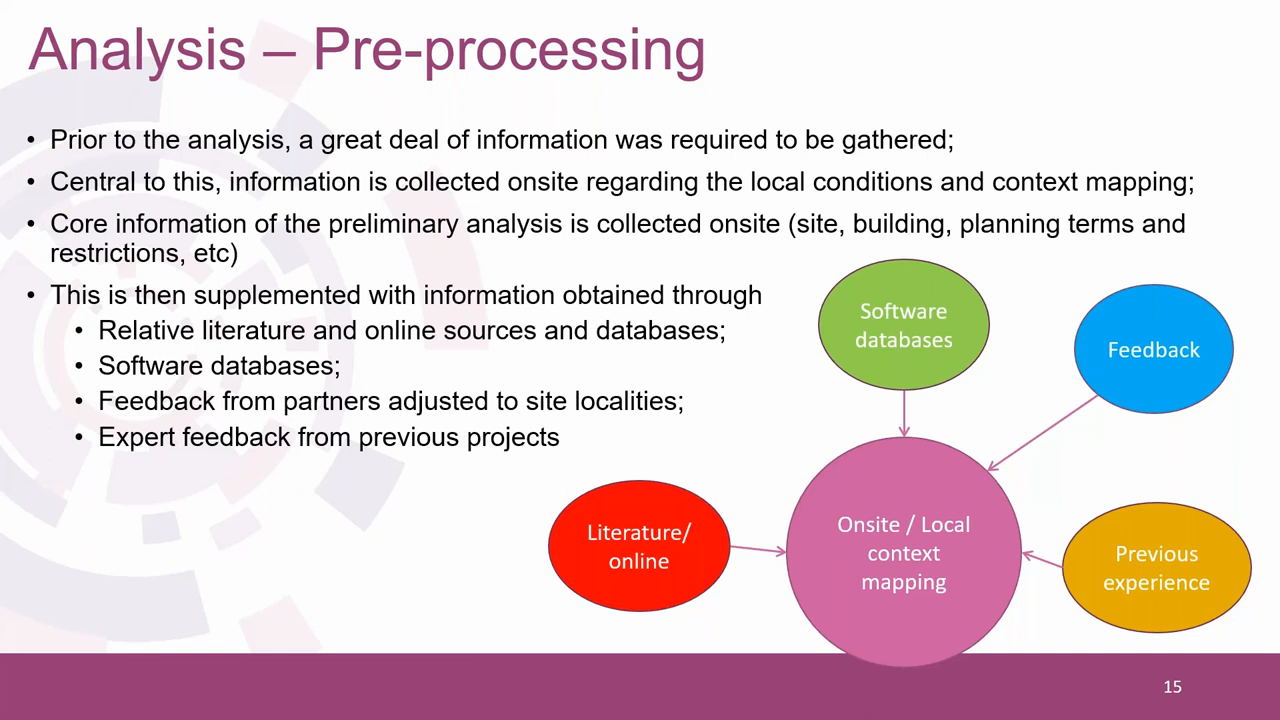 Analysis – Pre-processing
• Prior to the analysis, a great deal of information was required to be gathered;
• Central to this, information is collected onsite regarding the local conditions and context mapping;
• Core information of the preliminary analysis is collected onsite (site, building, planning terms and
restrictions, etc)
• This is then supplemented with information obtained through
• Relative literature and online sources and databases;
• Software databases;
• Feedback from partners adjusted to site localities;
• Expert feedback from previous projects
Software
databases
Feedback
Literature/
online
Onsite / Local
context
mapping
Previous
experience
15